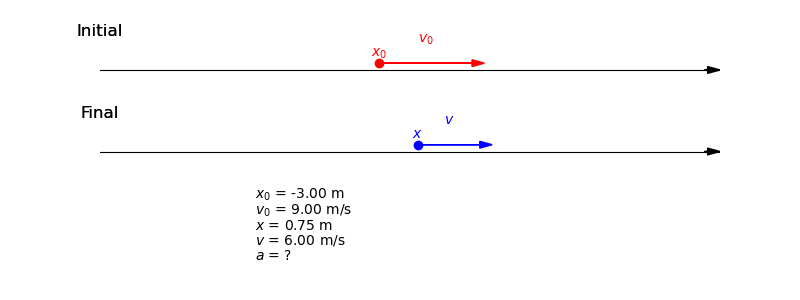 Initial
v₀
x₀
Final
v
x
x₀ = -3.00 m
v₀ = 9.00 m/s
x = 0.75 m
v = 6.00 m/s
a = ?